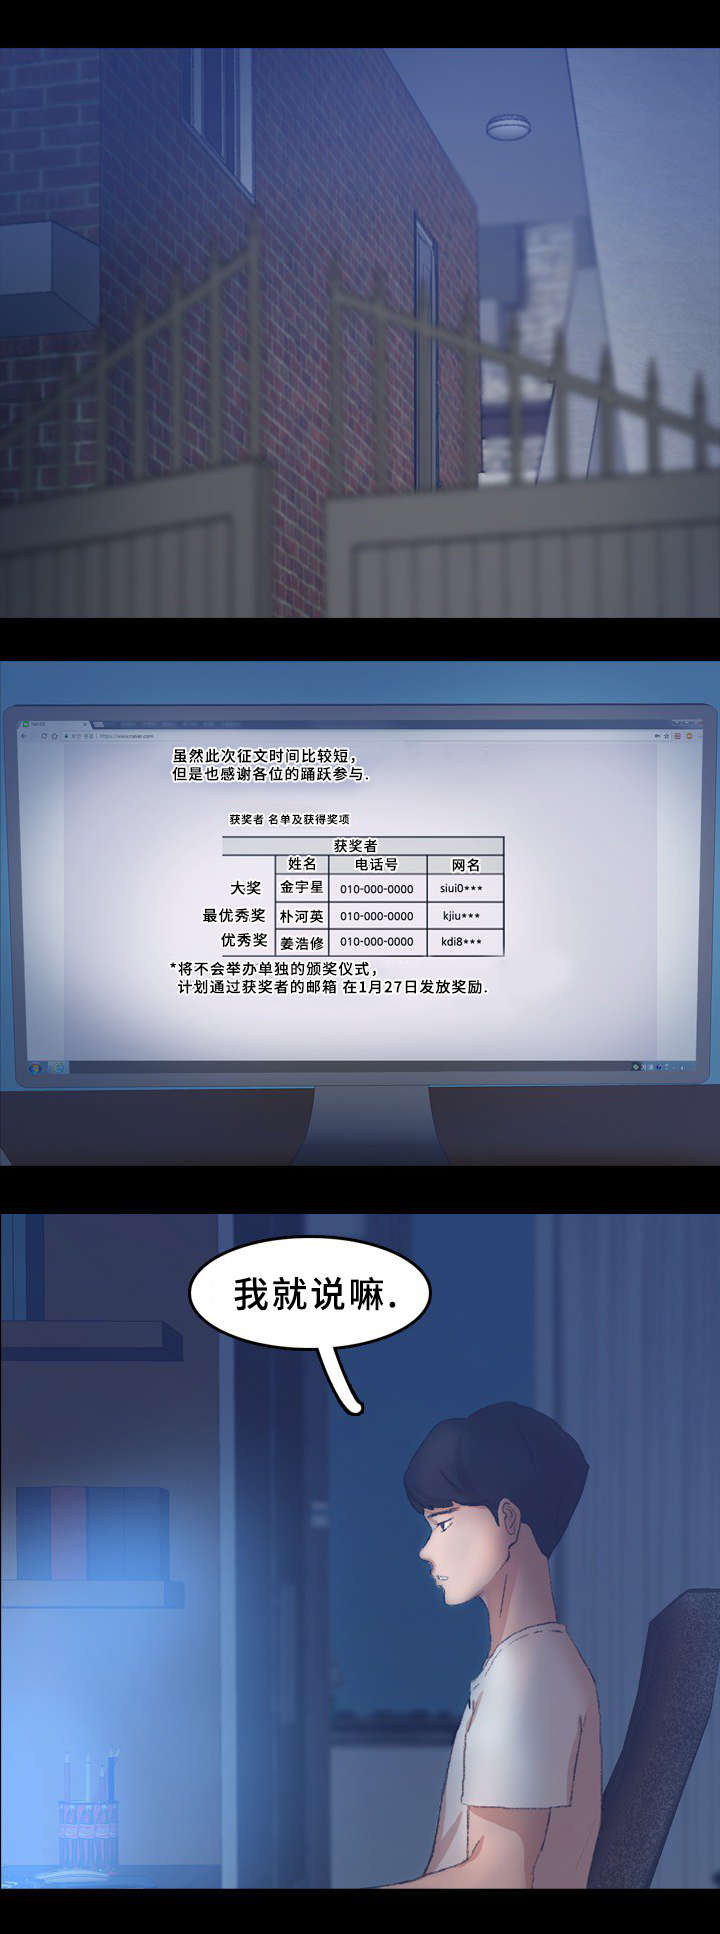 https://www.naver.com
虽然此次征文时间比较短，
但是也感谢各位的踊跃参与.
获奖者 名单及获得奖项
获奖者
姓名 电话号 网名
大奖 金宇星 010-000-0000 siui0***
最优秀奖 朴河英 010-000-0000 kjiu***
优秀奖 姜浩修 010-000-0000 kdi8***
*将不会举办单独的颁奖仪式，
计划通过获奖者的邮箱 在1月27日发放奖励.
我就说嘛.